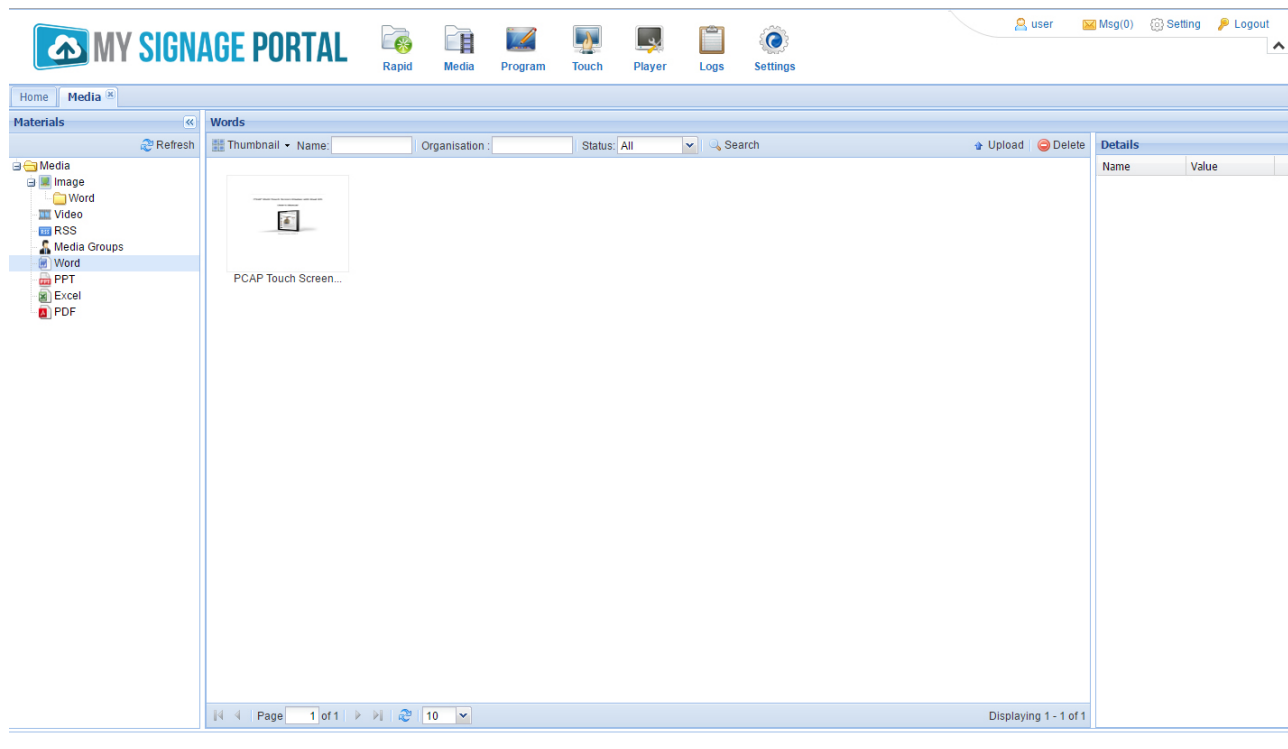 MY SIGNAGE PORTAL
Rapid
Media
Program
Touch
Player
Logs
Settings
user
Msg(0)
Setting
Logout
Home
Media
Materials
Refresh
Media
Image
Word
Video
RSS
Media Groups
Word
PPT
Excel
PDF
Words
Thumbnail Name: Organisation : Status: All Search Upload Delete
PCAP Touch Screen...
Page 1 of 1 10 Displaying 1 - 1 of 1
Details
Name Value